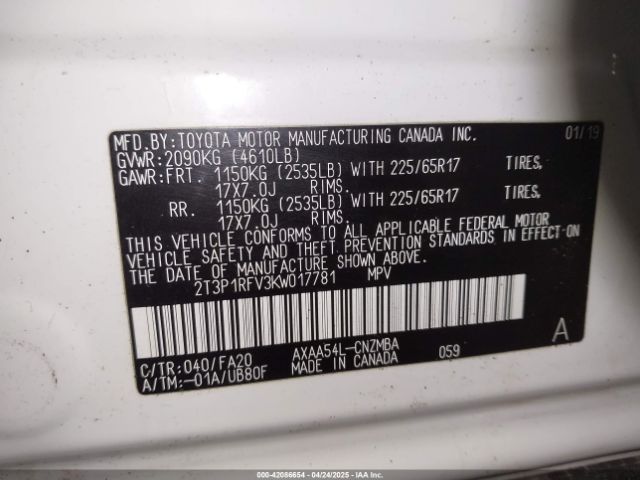 MFD. BY: TOYOTA MOTOR MANUFACTURING CANADA INC. 01/19
GVWR: 2090KG (4610LB)
GAWR: FRT. 1150KG (2535LB) WITH 225/65R17 TIRES,
17X7.0J RIMS.
RR. 1150KG (2535LB) WITH 225/65R17 TIRES,
17X7.0J RIMS.
THIS VEHICLE CONFORMS TO ALL APPLICABLE FEDERAL MOTOR
VEHICLE SAFETY AND THEFT PREVENTION STANDARDS IN EFFECT ON
THE DATE OF MANUFACTURE SHOWN ABOVE.
2T3P1RFV3KW017781 MPV
C/TR: 040/FA20 AXAA54L-CNZMBA 059 A
A/TM: -01A/UB80F MADE IN CANADA
000-42086654 - 04/24/2025 - IAAI.COM